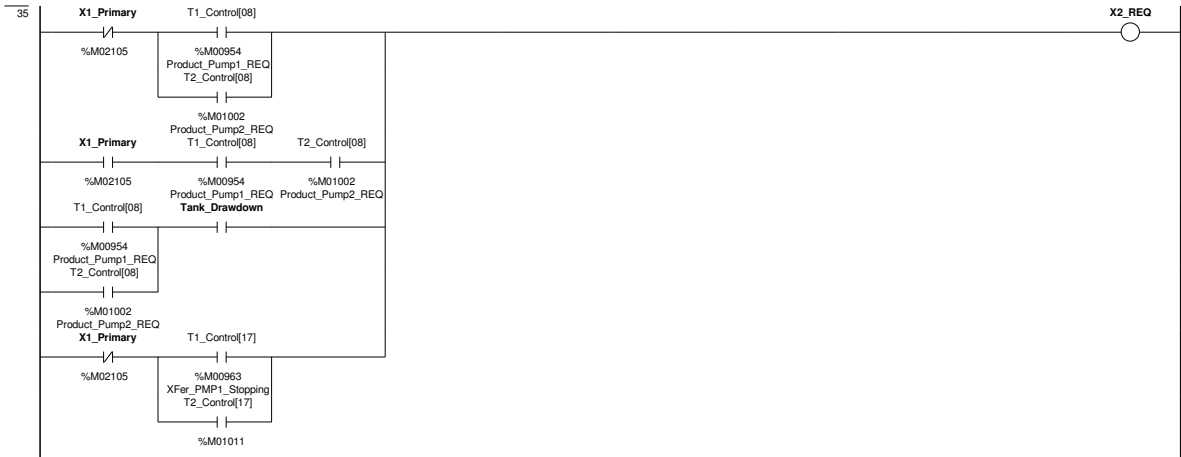 35
X1_Primary T1_Control[08] X2_REQ
%M02105 %M00954
Product_Pump1_REQ
T2_Control[08]
%M01002
Product_Pump2_REQ
X1_Primary T1_Control[08] T2_Control[08]
%M02105 %M00954 %M01002
Product_Pump1_REQ Product_Pump2_REQ
T1_Control[08] Tank_Drawdown
%M00954
Product_Pump1_REQ
T2_Control[08]
%M01002
Product_Pump2_REQ
X1_Primary T1_Control[17]
%M02105 %M00963
XFer_PMP1_Stopping
T2_Control[17]
%M01011